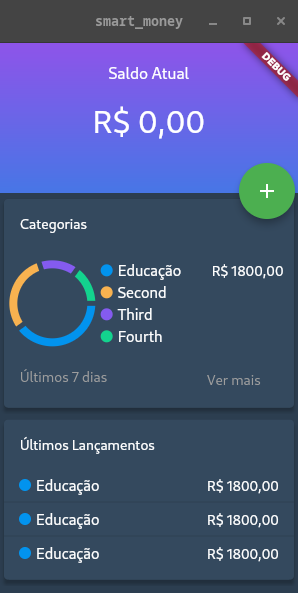 smart_money
DEBUG
Saldo Atual
R$ 0,00
+
Categorias
Educação R$ 1800,00
Second
Third
Fourth
Últimos 7 dias Ver mais
Últimos Lançamentos
Educação R$ 1800,00
Educação R$ 1800,00
Educação R$ 1800,00